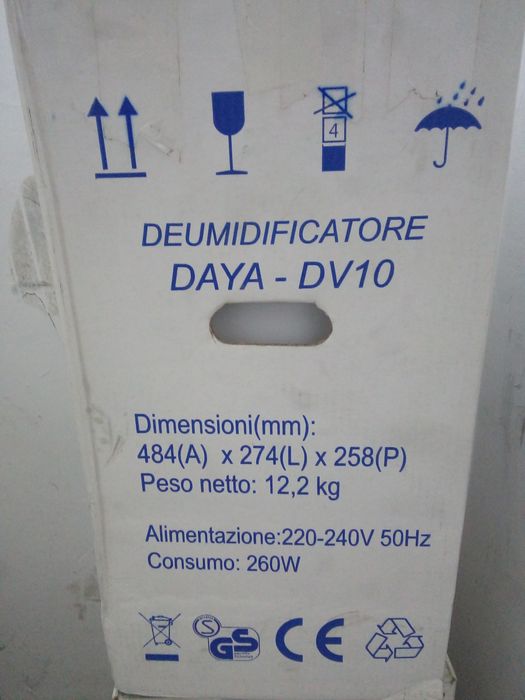 4
DEUMIDIFICATORE
DAYA - DV10
Dimensioni(mm):
484(A) x 274(L) x 258(P)
Peso netto: 12,2 kg
Alimentazione:220-240V 50Hz
Consumo: 260W
S GS CE